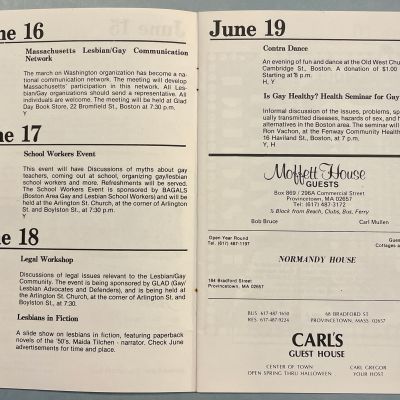 ne 16
Massachusetts Lesbian/Gay Communication
Network
The march on Washington organization has become a na-
tional communication network. The meeting will develop
Massachusetts' participation in this network. All Les-
bian/Gay organizations should send a representative. All
individuals are welcome. The meeting will be held at Glad
Day Book Store, 22 Bromfield St., Boston at 7:30 p.m.
Y
ne 17
School Workers Event
This event will have Discussions of myths about gay
teachers, coming out at school, organizing gay/lesbian
school workers and more. Refreshments will be served.
The School Workers Event is sponsored by BAGALS
(Boston Area Gay and Lesbian School Workers) and will be
held at the Arlington St. Church, at the corner of Arlington St.
and Boylston St., at 7:30 p.m.
Y
ne 18
Legal Workshop
Discussions of legal issues relevant to the Lesbian/Gay
Community. The event is being sponsored by GLAD (Gay/
Lesbian Advocates and Defenders), and is being held at
the Arlington St. Church, at the corner of Arlington St. and
Boylston St., at 7:30.
Lesbians in Fiction
A slide show on lesbians in fiction, featuring paperback
novels of the '50's. Maida Tilchen - narrator. Check June
advertisements for time and place.
June 19
Contra Dance
An evening of fun and dance at the Old West Churc
Cambridge St., Boston. A donation of $1.00
Starting at 8 p.m.
H, Y
Is Gay Healthy? Health Seminar for Gay
Informal discussion of the issues, problems, sex
ually transmitted diseases, hazards of sex, and h
alternatives in the Boston area. The seminar will
Ron Vachon, at the Fenway Community Health
16 Haviland St., Boston, at 7 p.m.
Y, H
Moffett House
GUESTS
Box 869 / 296A Commercial Street
Provincetown, MA 02657
Tel: (617) 487-3172
½ Block from Beach, Clubs, Bus, Ferry
Bob Bruce Carl Mullen
Open Year Round
Tel. (617) 487-1197
Gues
Cottages
NORMANDY HOUTE
184 Bradford Street
Provincetown, MA 02657
BUS. 617-487-1650
RES. 617-487-9224
68 BRADFORD ST.
PROVINCETOWN, MASS. 02657
CARL'S
GUEST HOUSE
CENTER OF TOWN
OPEN SPRING THRU HALLOWEEN
CARL GREGOR
YOUR HOST